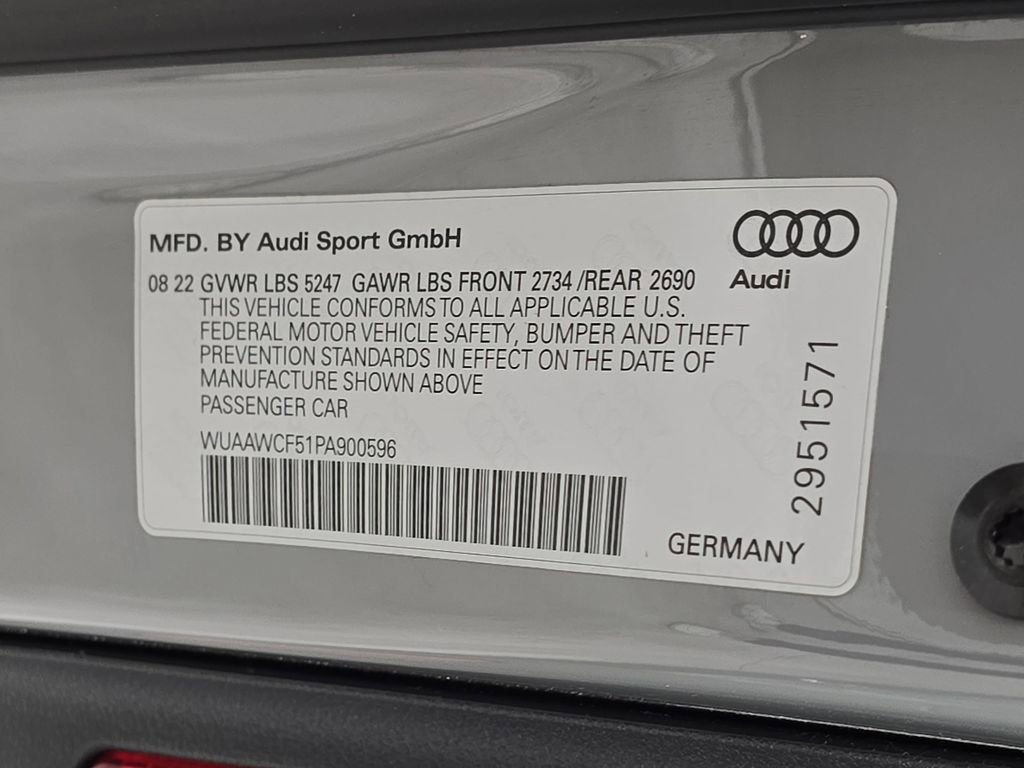 MFD. BY Audi Sport GmbH
Audi
08 22 GVWR LBS 5247 GAWR LBS FRONT 2734 /REAR 2690
THIS VEHICLE CONFORMS TO ALL APPLICABLE U.S.
FEDERAL MOTOR VEHICLE SAFETY, BUMPER AND THEFT
PREVENTION STANDARDS IN EFFECT ON THE DATE OF
MANUFACTURE SHOWN ABOVE
PASSENGER CAR
WUAAWCF51PA900596
2951571
GERMANY